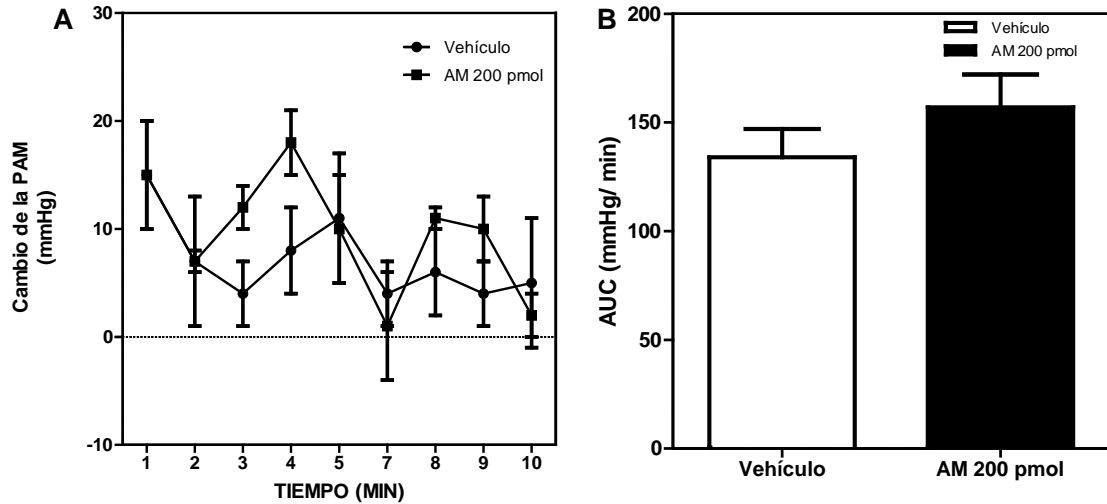 A
Vehículo
AM 200 pmol
30
20
10
0
-10
Cambio de la PAM
(mmHg)
1 2 3 4 5 7 8 9 10
TIEMPO (MIN)
B
Vehículo
AM 200 pmol
200
150
100
50
0
AUC (mmHg/ min)
Vehículo AM 200 pmol